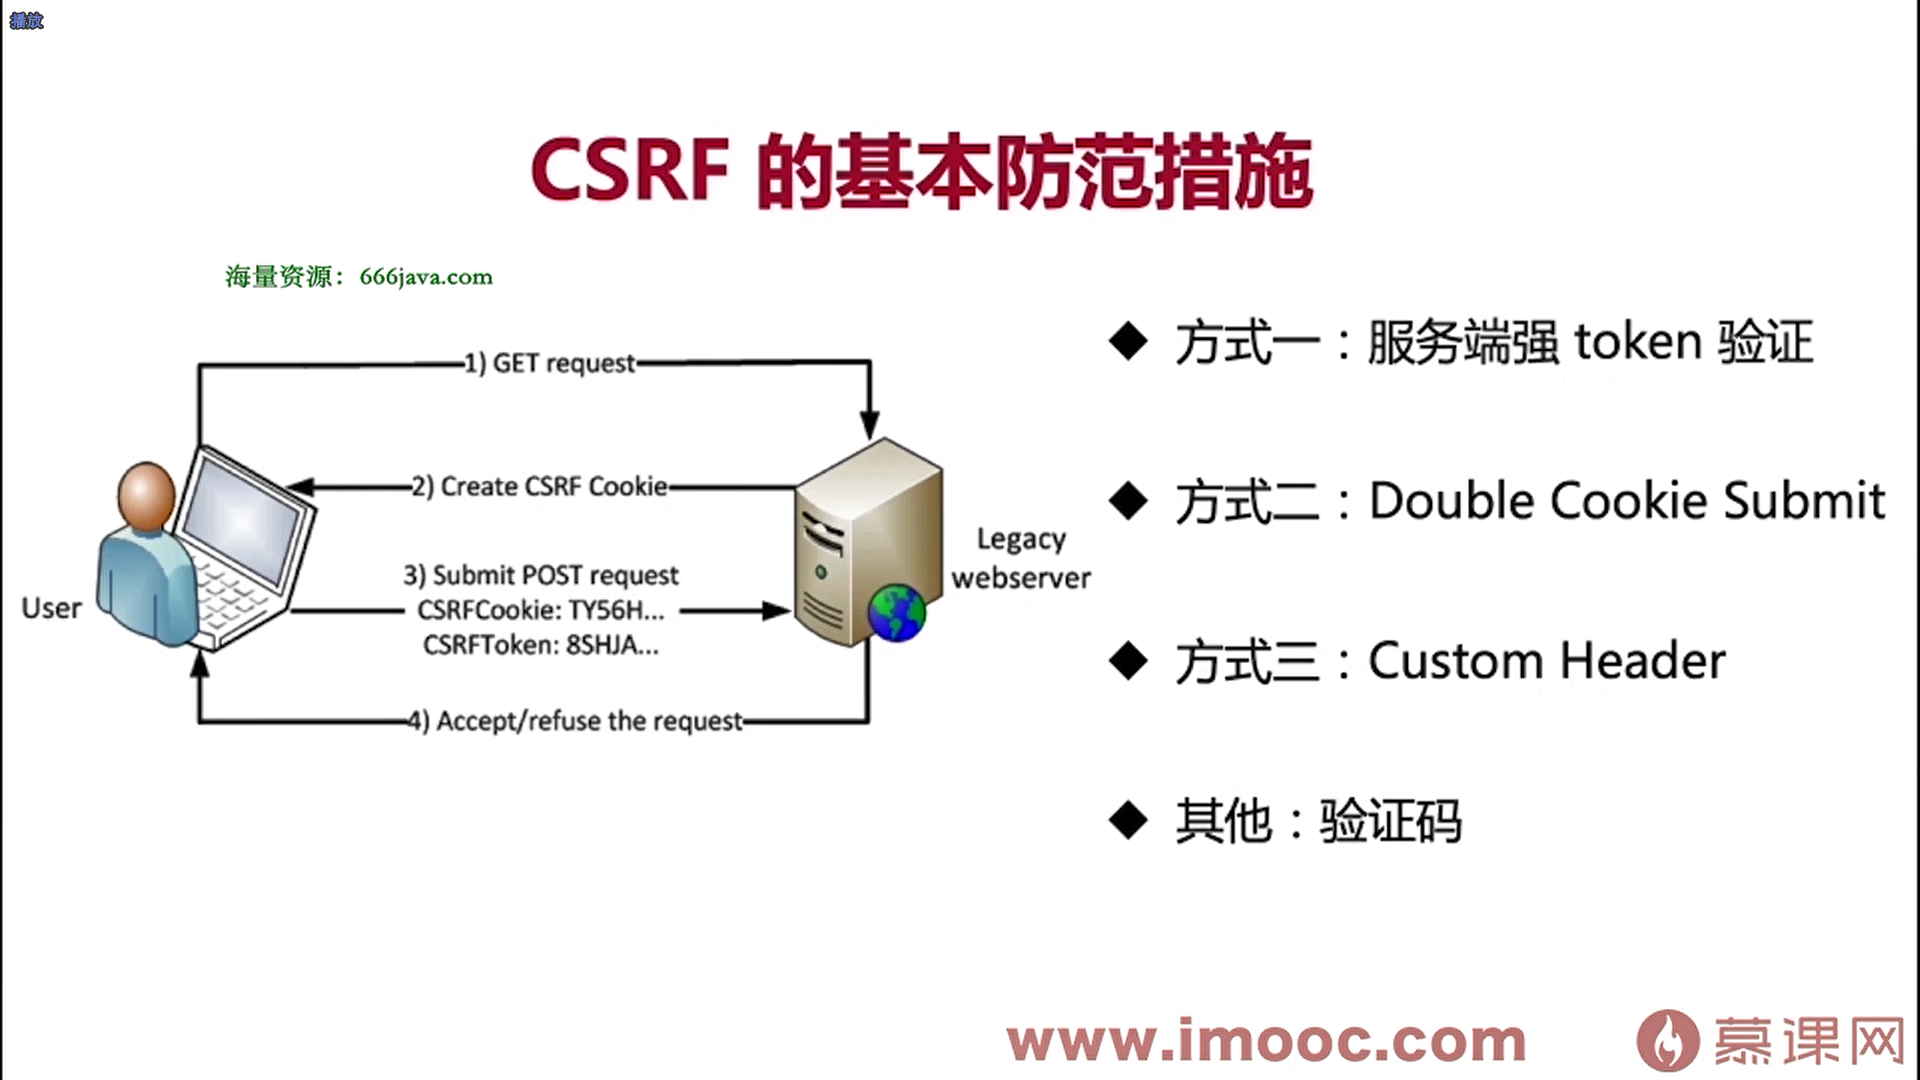 播放
CSRF 的基本防范措施
海量资源：666java.com
1) GET request
2) Create CSRF Cookie
3) Submit POST request
CSRFCookie: TY56H...
CSRFToken: 8SHJA...
4) Accept/refuse the request
User
Legacy
webserver
◆ 方式一：服务端强 token 验证
◆ 方式二：Double Cookie Submit
◆ 方式三：Custom Header
◆ 其他：验证码
www.imooc.com
慕课网